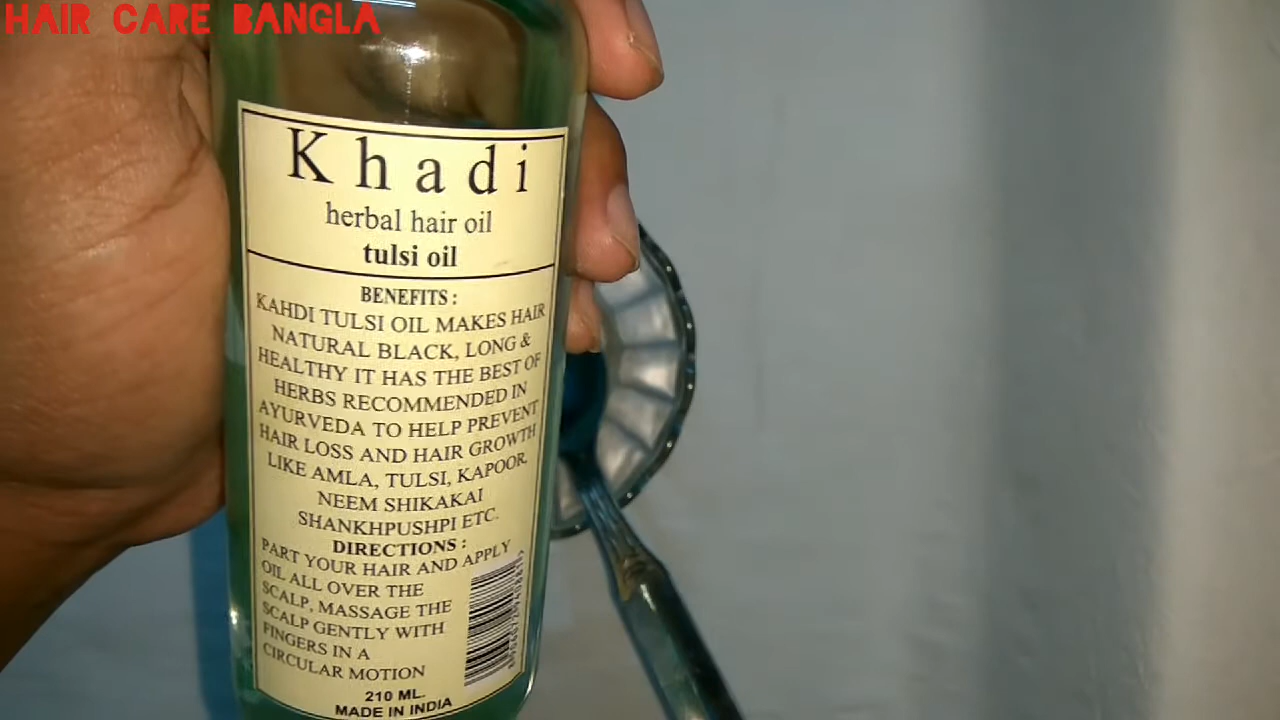 HAIR CARE BANGLA
Khadi
herbal hair oil
tulsi oil
BENEFITS :
KAHDI TULSI OIL MAKES HAIR
NATURAL BLACK, LONG &
HEALTHY IT HAS THE BEST OF
HERBS RECOMMENDED IN
AYURVEDA TO HELP PREVENT
HAIR LOSS AND HAIR GROWTH
LIKE AMLA, TULSI, KAPOOR,
NEEM SHIKAKAI
SHANKHPUSHPI ETC.
DIRECTIONS :
PART YOUR HAIR AND APPLY
OIL ALL OVER THE
SCALP, MASSAGE THE
SCALP GENTLY WITH
FINGERS IN A
CIRCULAR MOTION
210 ML.
MADE IN INDIA